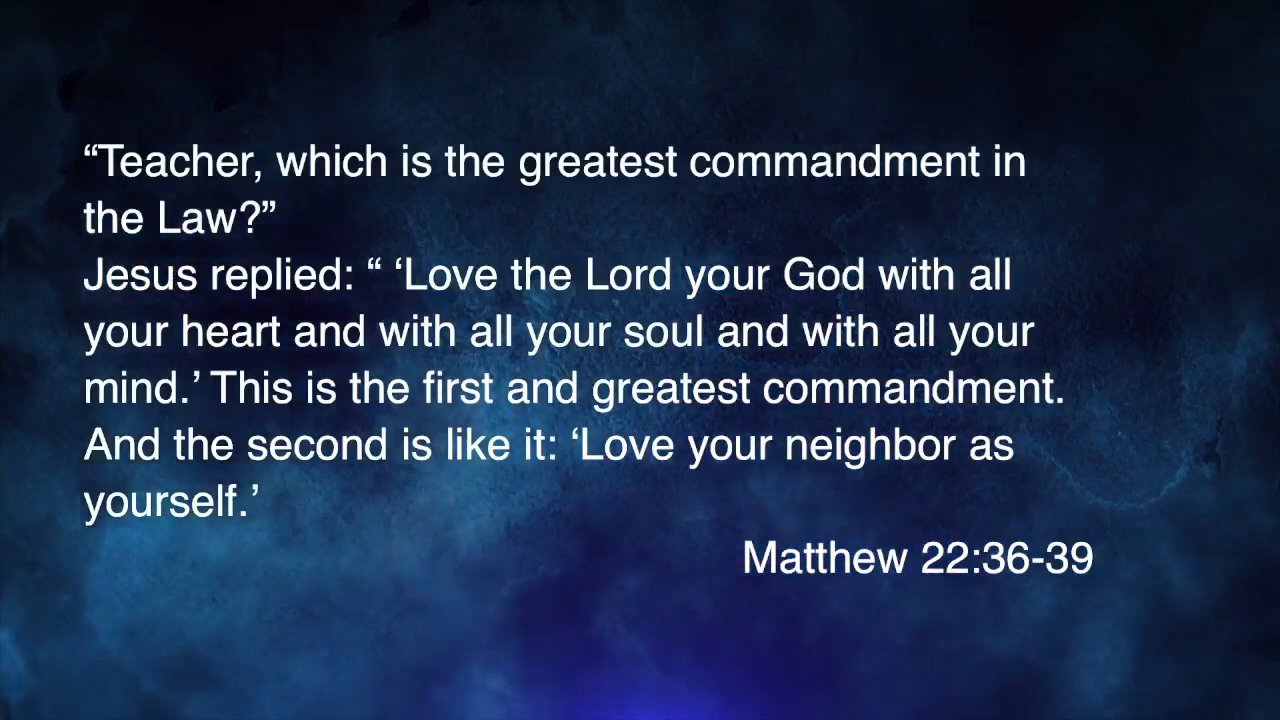 “Teacher, which is the greatest commandment in
the Law?”
Jesus replied: “ ‘Love the Lord your God with all
your heart and with all your soul and with all your
mind.’ This is the first and greatest commandment.
And the second is like it: ‘Love your neighbor as
yourself.’
Matthew 22:36-39